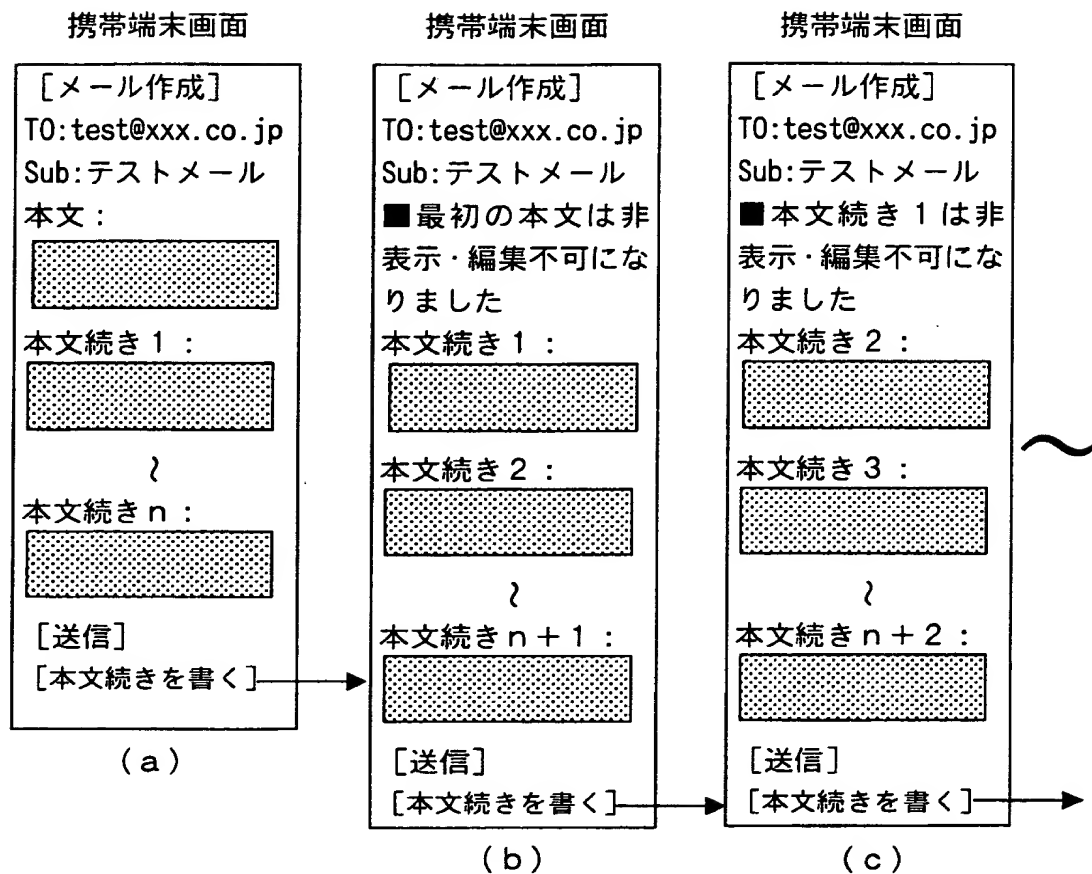 携帯端末画面
[メール作成]
TO:test@xxx.co.jp
Sub:テストメール
本文:
本文続き1:
~
本文続きn:
[送信]
[本文続きを書く]
(a)
携帯端末画面
[メール作成]
TO:test@xxx.co.jp
Sub:テストメール
■最初の本文は非
表示・編集不可にな
りました
本文続き1:
本文続き2:
~
本文続きn+1:
[送信]
[本文続きを書く]
(b)
携帯端末画面
[メール作成]
TO:test@xxx.co.jp
Sub:テストメール
■本文続き1は非
表示・編集不可にな
りました
本文続き2:
本文続き3:
~
本文続きn+2:
[送信]
[本文続きを書く]
(c)
~